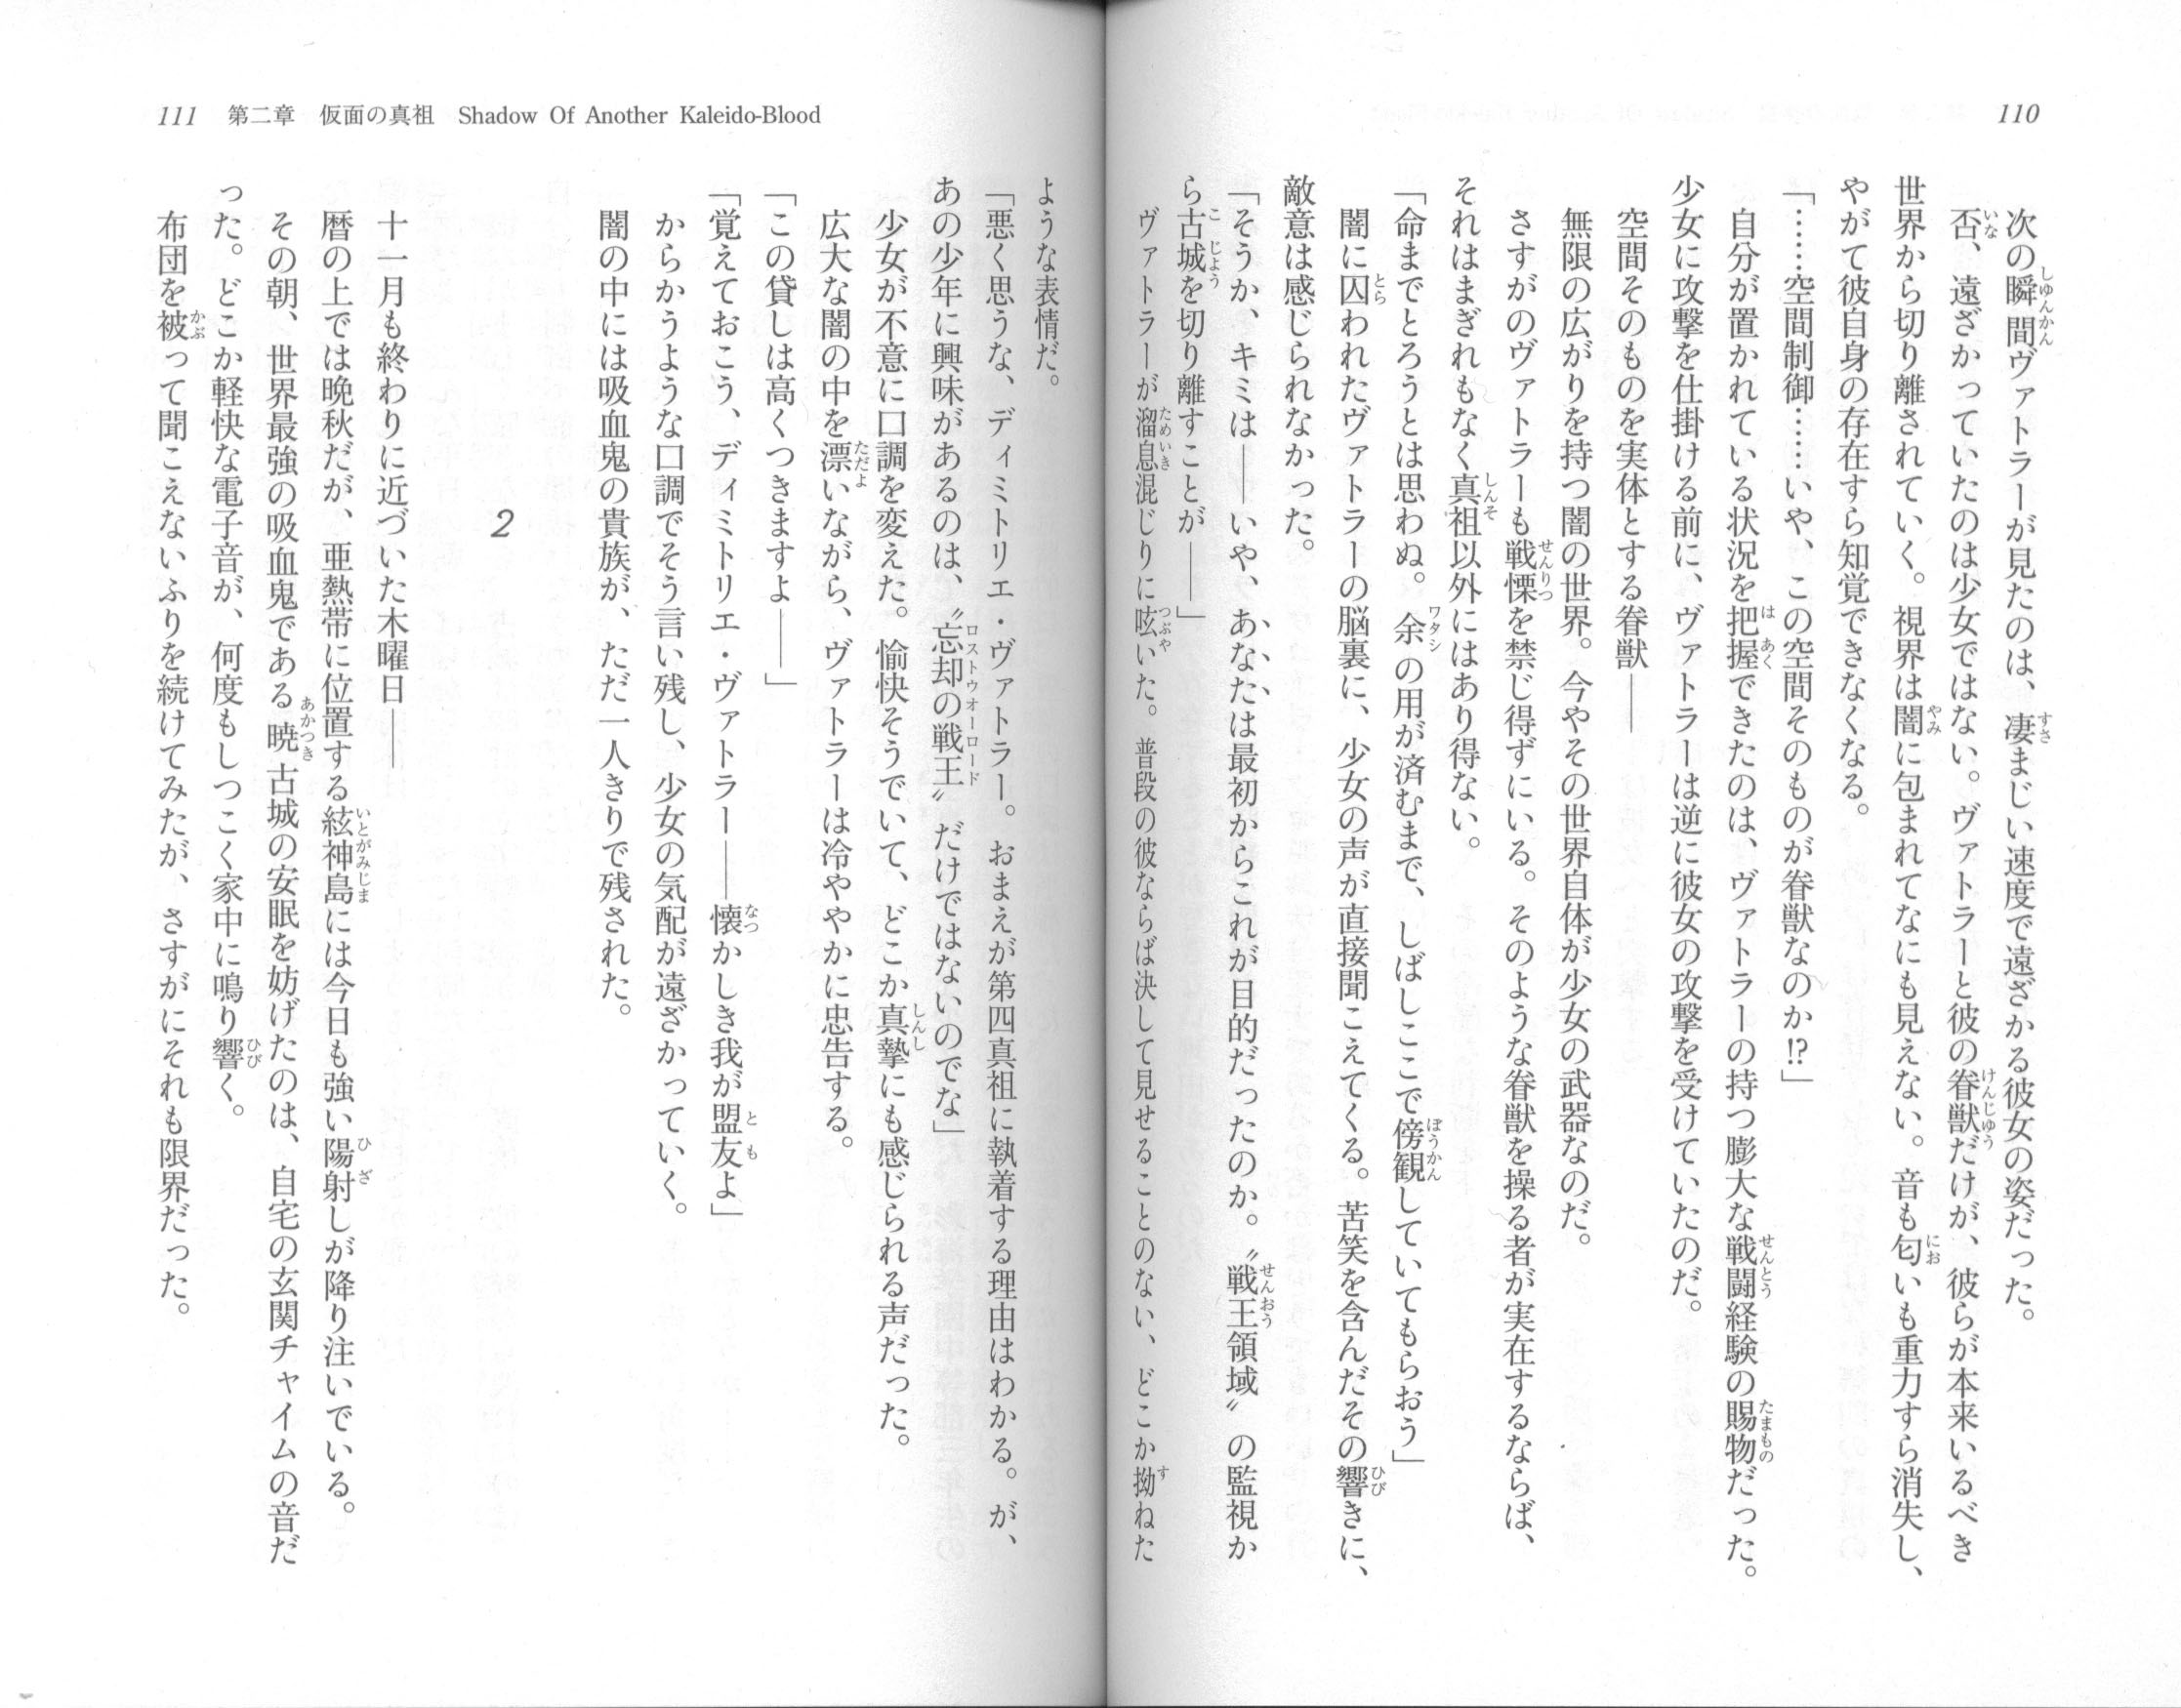 110
次の瞬間ヴァトラーが見たのは、凄まじい速度で遠ざかる彼女の姿だった。
否、遠ざかっていたのは少女ではない。ヴァトラーと彼の眷獣だけが、彼らが本来いるべき
世界から切り離されていく。視界は闇に包まれてなにも見えない。音も匂いも重力すら消失し、
やがて彼自身の存在すら知覚できなくなる。
「……空間制御……いや、この空間そのものが眷獣なのか!?」
自分が置かれている状況を把握できたのは、ヴァトラーの持つ膨大な戦闘経験の賜物だった。
少女に攻撃を仕掛ける前に、ヴァトラーは逆に彼女の攻撃を受けていたのだ。
空間そのものを実体とする眷獣――
無限の広がりを持つ闇の世界。今やその世界自体が少女の武器なのだ。
さすがのヴァトラーも戦慄を禁じ得ずにいる。そのような眷獣を操る者が実在するならば、
それはまぎれもなく真祖以外にはあり得ない。
「命までとろうとは思わぬ。余の用が済むまで、しばしここで傍観していてもらおう」
闇に囚われたヴァトラーの脳裏に、少女の声が直接聞こえてくる。苦笑を含んだその響きに、
敵意は感じられなかった。
「そうか、キミは――いや、あなたは最初からこれが目的だったのか。〝戦王領域〟の監視か
ら古城を切り離すことが――」
ヴァトラーが溜息混じりに呟いた。普段の彼ならば決して見せることのない、どこか拗ねた
111 第二章 仮面の真祖 Shadow Of Another Kaleido-Blood
ような表情だ。
「悪く思うな、ディミトリエ・ヴァトラー。おまえが第四真祖に執着する理由はわかる。が、
あの少年に興味があるのは、〝忘却の戦王〟だけではないのでな」
少女が不意に口調を変えた。愉快そうでいて、どこか真摯にも感じられる声だった。
広大な闇の中を漂いながら、ヴァトラーは冷ややかに忠告する。
「この貸しは高くつきますよ――」
「覚えておこう、ディミトリエ・ヴァトラー――懐かしき我が盟友よ」
からかうような口調でそう言い残し、少女の気配が遠ざかっていく。
闇の中には吸血鬼の貴族が、ただ一人きりで残された。
2
十一月も終わりに近づいた木曜日――
暦の上では晩秋だが、亜熱帯に位置する絃神島には今日も強い陽射しが降り注いでいる。
その朝、世界最強の吸血鬼である暁古城の安眠を妨げたのは、自宅の玄関チャイムの音だ
った。どこか軽快な電子音が、何度もしつこく家中に鳴り響く。
布団を被って聞こえないふりを続けてみたが、さすがにそれも限界だった。